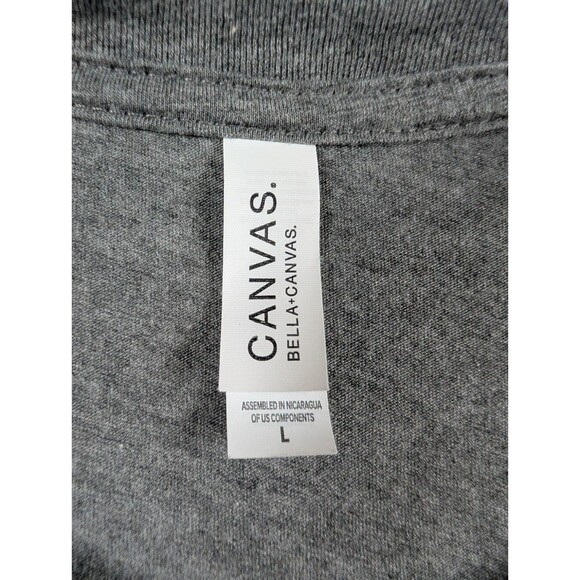 CANVAS.
BELLA+CANVAS.
ASSEMBLED IN NICARAGUA
OF US COMPONENTS
L